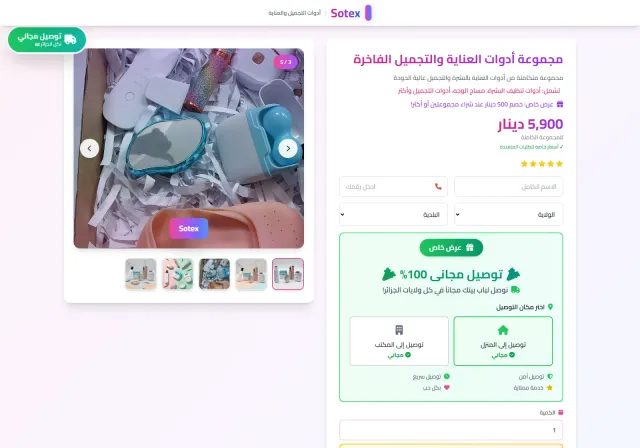 Sotex | أدوات التجميل والعناية
توصيل مجاني
لكل الجزائر
مجموعة أدوات العناية والتجميل الفاخرة
مجموعة متكاملة من أدوات العناية بالبشرة والتجميل عالية الجودة
تشمل: أدوات تنظيف البشرة، مساج الوجه، أدوات التجميل وأكثر
عرض خاص: خصم 500 دينار عند شراء مجموعتين أو أكثر!
5,900 دينار
للمجموعة الكاملة
✓ أسعار خاصة للطلبات المتعددة
الاسم الكامل
ادخل رقمك
الولاية
البلدية
عرض خاص
توصيل مجاني 100%
نوصل لباب بيتك مجاناً في كل ولايات الجزائر!
اختر مكان التوصيل
توصيل إلى المنزل
مجاني
توصيل إلى المكتب
مجاني
توصيل آمن
توصيل سريع
خدمة ممتازة
بكل حب
الكمية
1
5 / 3
Sotex